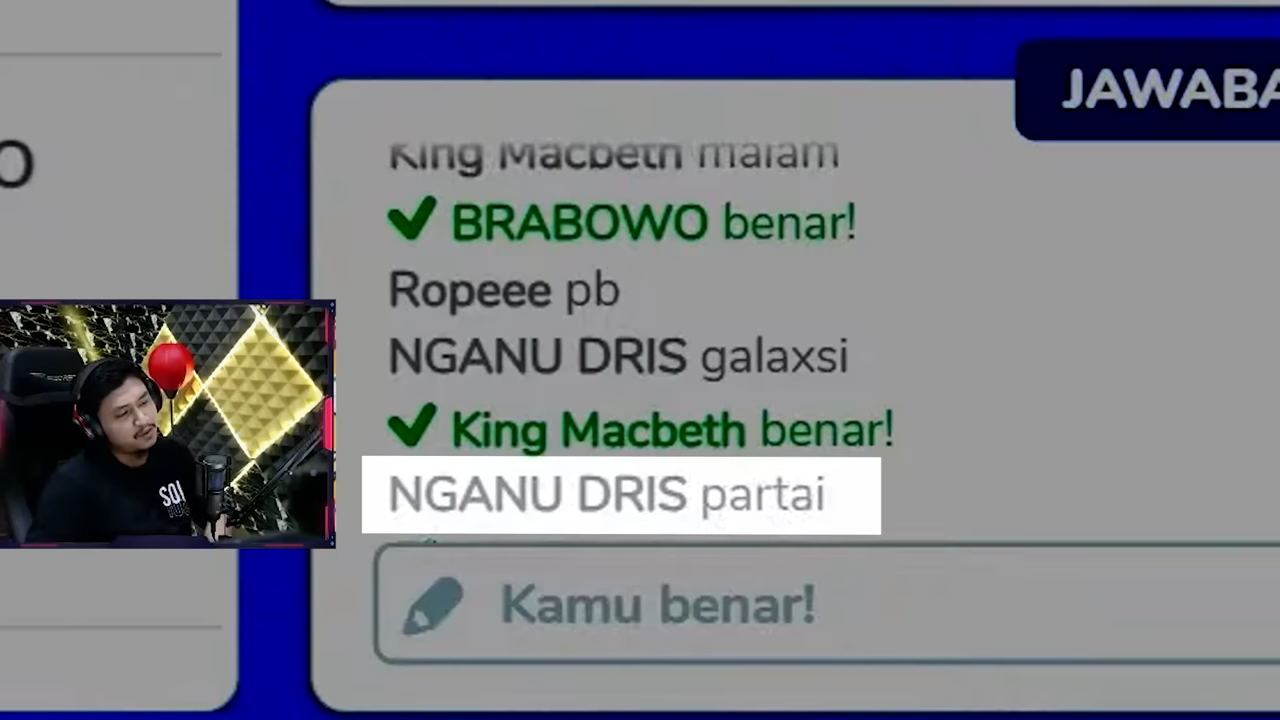 JAWABA
O
King Macbeth malam
BRABOWO benar!
Ropeee pb
NGANU DRIS galaxsi
King Macbeth benar!
NGANU DRIS partai
Kamu benar!